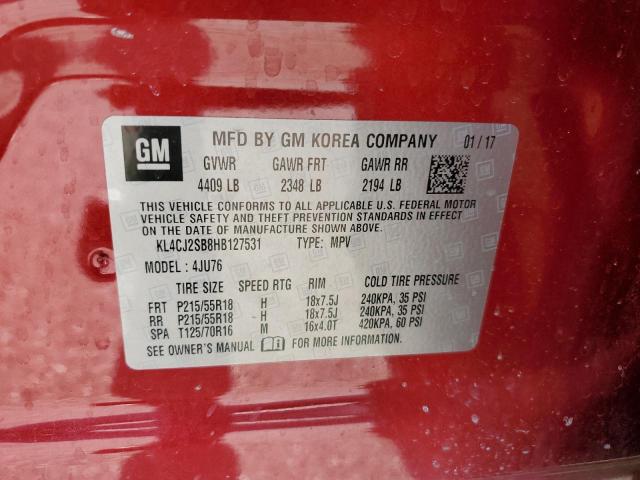 GM
MFD BY GM KOREA COMPANY 01/17
GVWR GAWR FRT GAWR RR
4409 LB 2348 LB 2194 LB
THIS VEHICLE CONFORMS TO ALL APPLICABLE U.S. FEDERAL MOTOR
VEHICLE SAFETY AND THEFT PREVENTION STANDARDS IN EFFECT
ON THE DATE OF MANUFACTURE SHOWN ABOVE.
KL4CJ2SB8HB127531 TYPE: MPV
MODEL : 4JU76
TIRE SIZE SPEED RTG RIM COLD TIRE PRESSURE
FRT P215/55R18 H 18x7.5J 240KPA, 35 PSI
RR P215/55R18 H 18x7.5J 240KPA, 35 PSI
SPA T125/70R16 M 16x4.0T 420KPA, 60 PSI
SEE OWNER'S MANUAL FOR MORE INFORMATION.